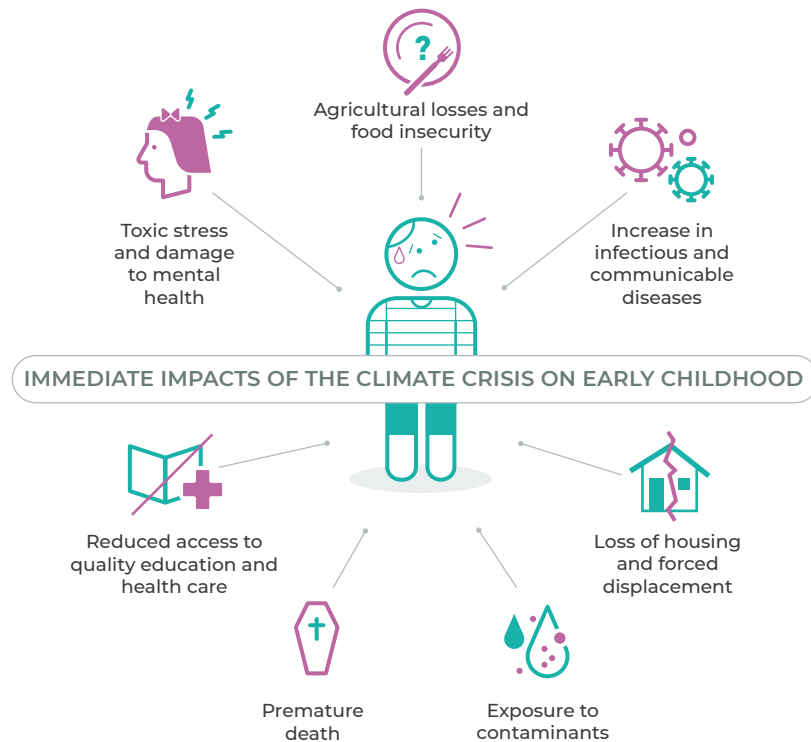 ?
Agricultural losses and
food insecurity
Toxic stress
and damage
to mental
health
Increase in
infectious and
communicable
diseases
IMMEDIATE IMPACTS OF THE CLIMATE CRISIS ON EARLY CHILDHOOD
Reduced access to
quality education and
health care
Loss of housing
and forced
displacement
Premature
death
Exposure to
contaminants